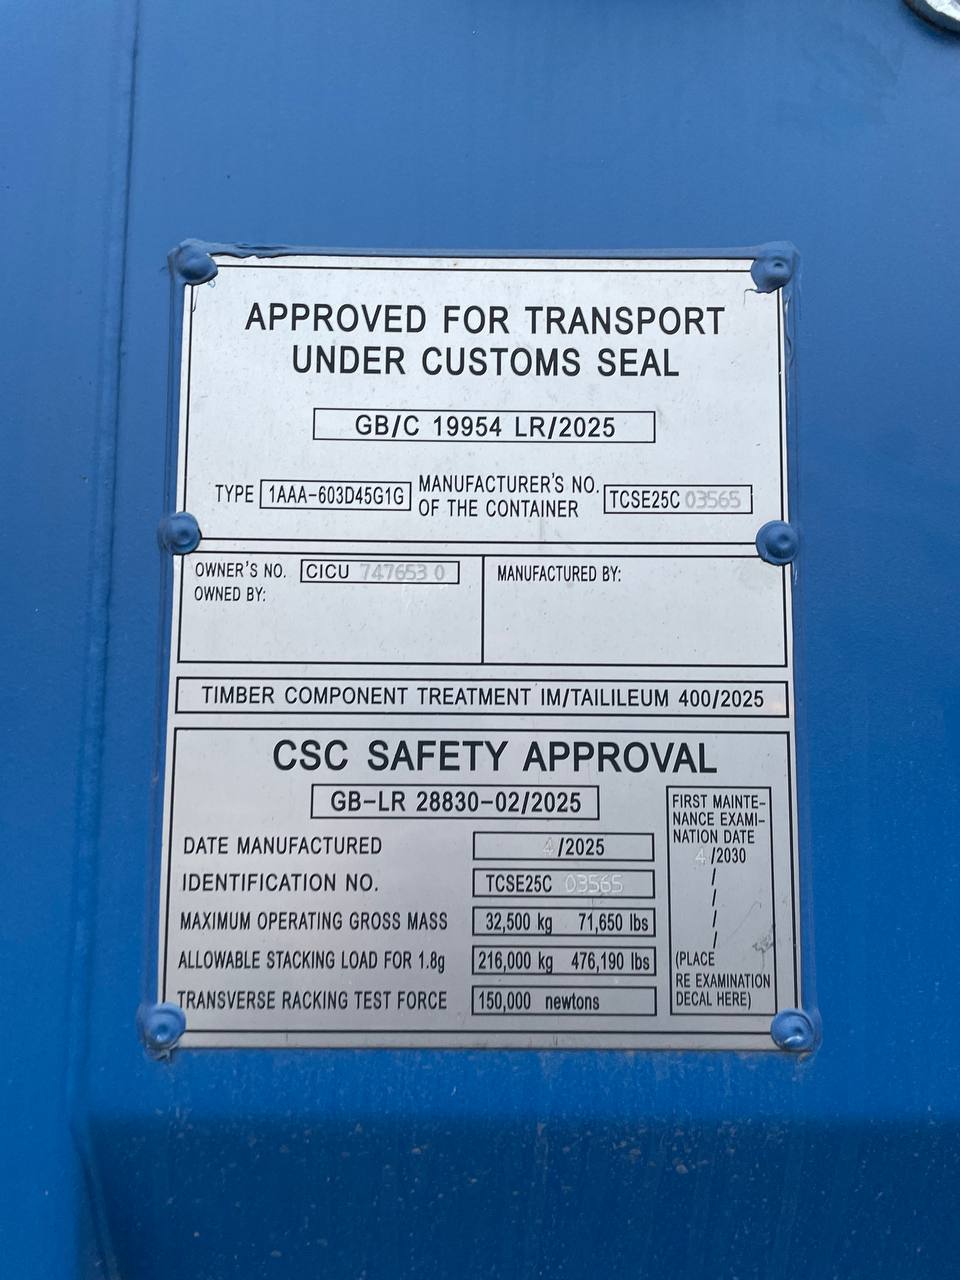 APPROVED FOR TRANSPORT
UNDER CUSTOMS SEAL
GB/C 19954 LR/2025
TYPE 1AAA-603D45G1G MANUFACTURER'S NO. OF THE CONTAINER TCSE25C 03565
OWNER'S NO. CICU 747653 0
OWNED BY:
MANUFACTURED BY:
TIMBER COMPONENT TREATMENT IM/TAILILEUM 400/2025
CSC SAFETY APPROVAL
GB-LR 28830-02/2025
DATE MANUFACTURED 4/2025
IDENTIFICATION NO. TCSE25C 03565
MAXIMUM OPERATING GROSS MASS 32,500 kg 71,650 lbs
ALLOWABLE STACKING LOAD FOR 1.8g 216,000 kg 476,190 lbs
TRANSVERSE RACKING TEST FORCE 150,000 newtons
FIRST MAINTE-
NANCE EXAMI-
NATION DATE
4 /2030
/
/
/
/
(PLACE
RE EXAMINATION
DECAL HERE)